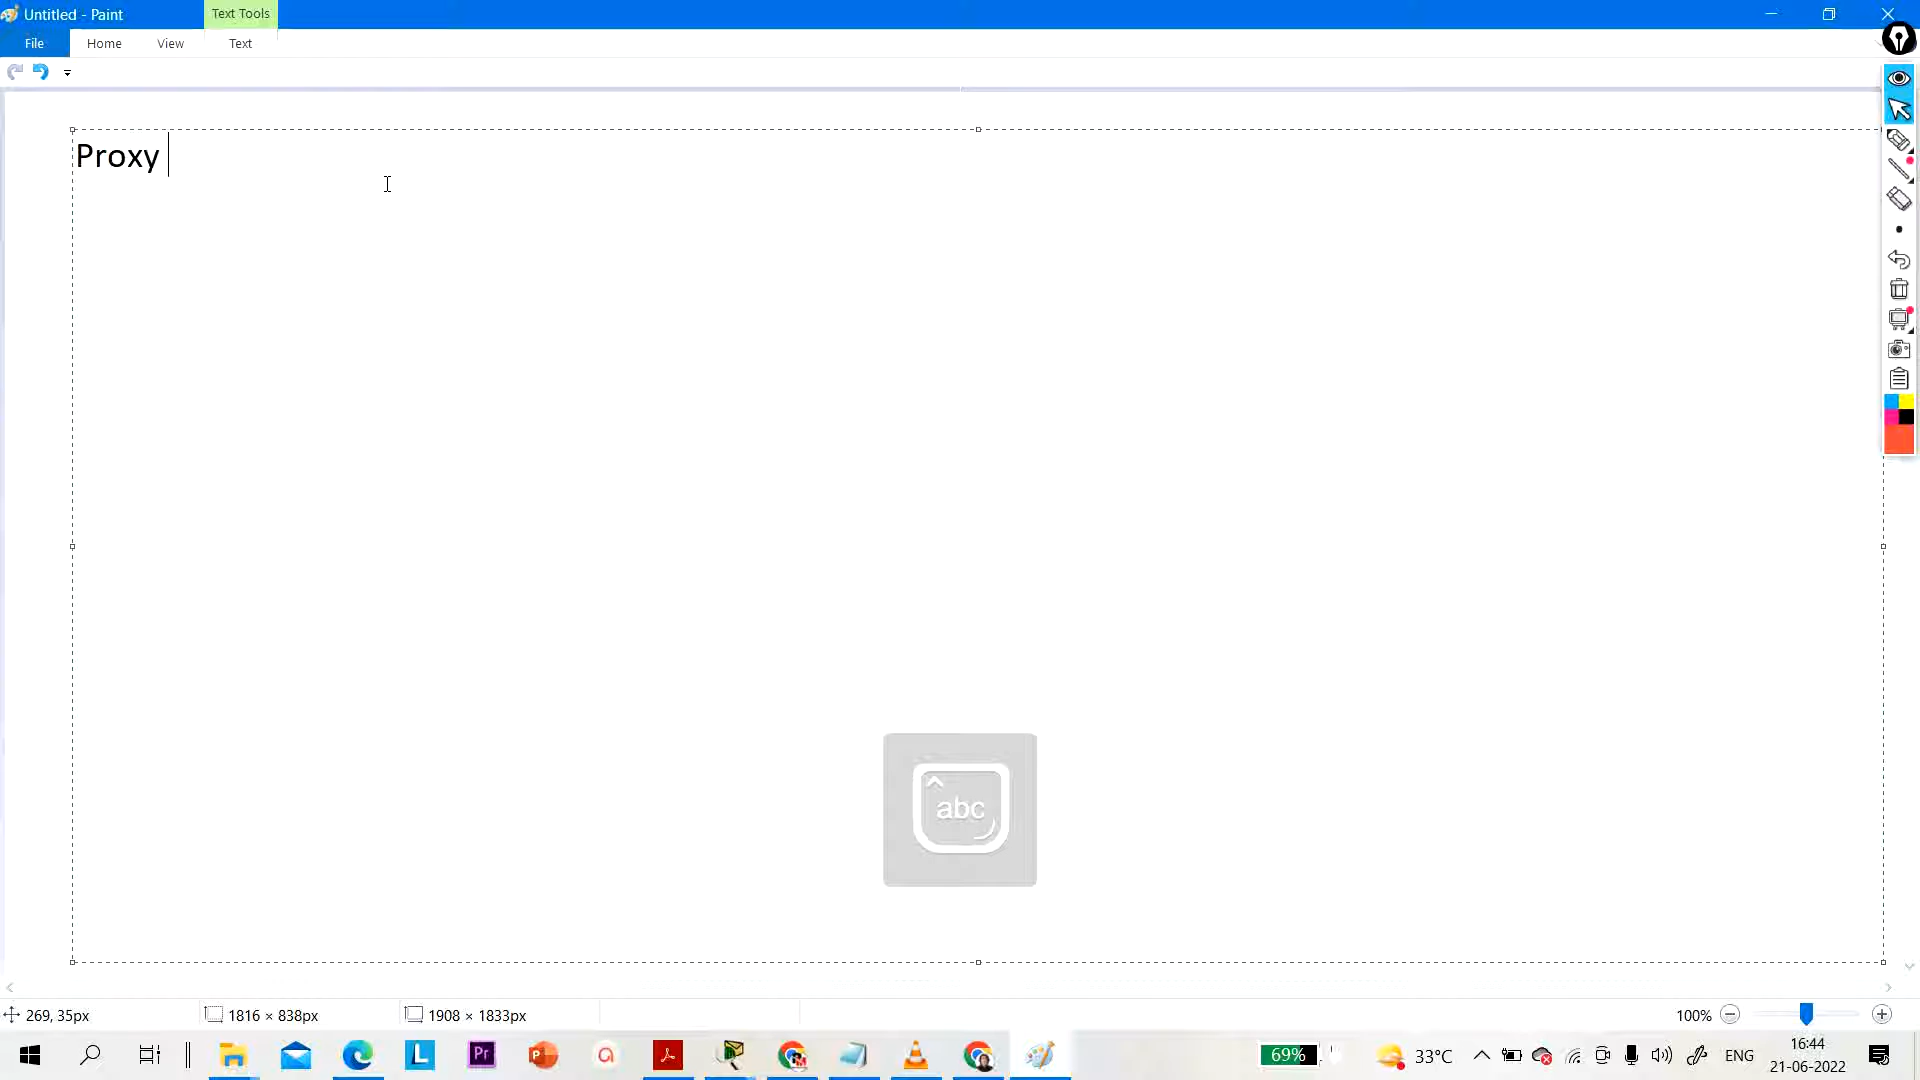 Untitled - Paint
Text Tools
File
Home
View
Text
Proxy
abc
269, 35px
1816 × 838px
1908 × 1833px
100%
69%
33°C
ENG
16:44
21-06-2022